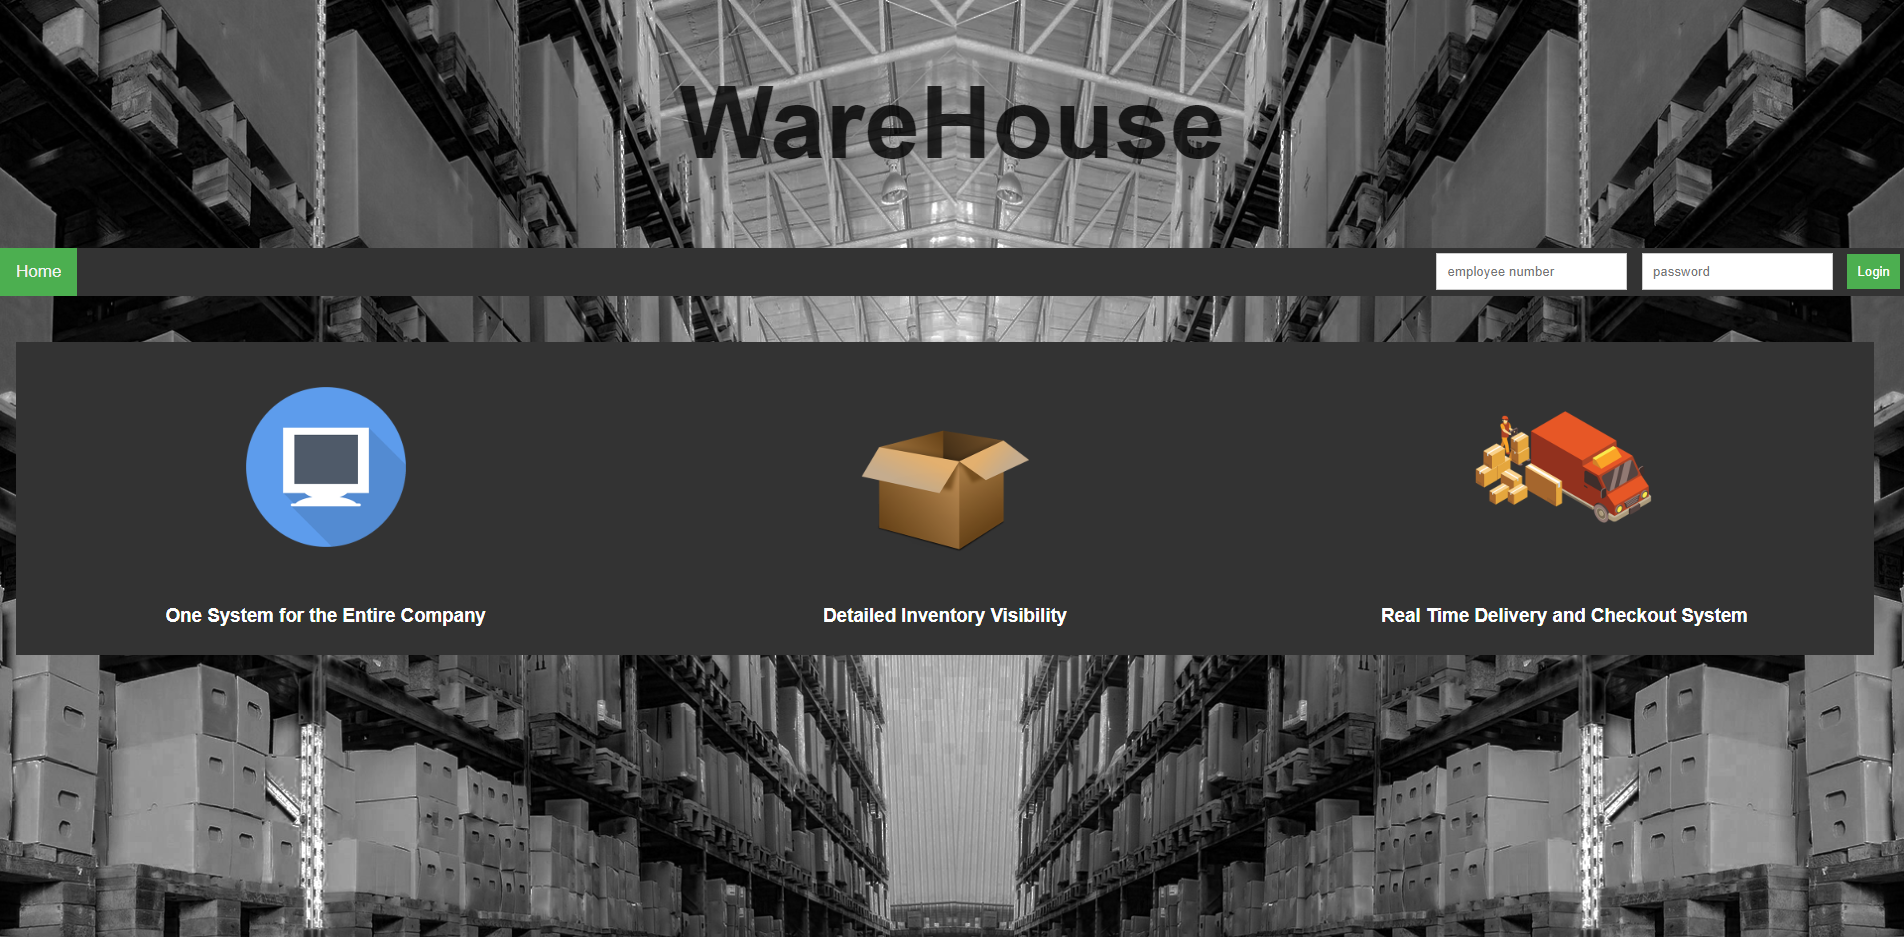 WareHouse
Home
employee number
password
Login
One System for the Entire Company
Detailed Inventory Visibility
Real Time Delivery and Checkout System